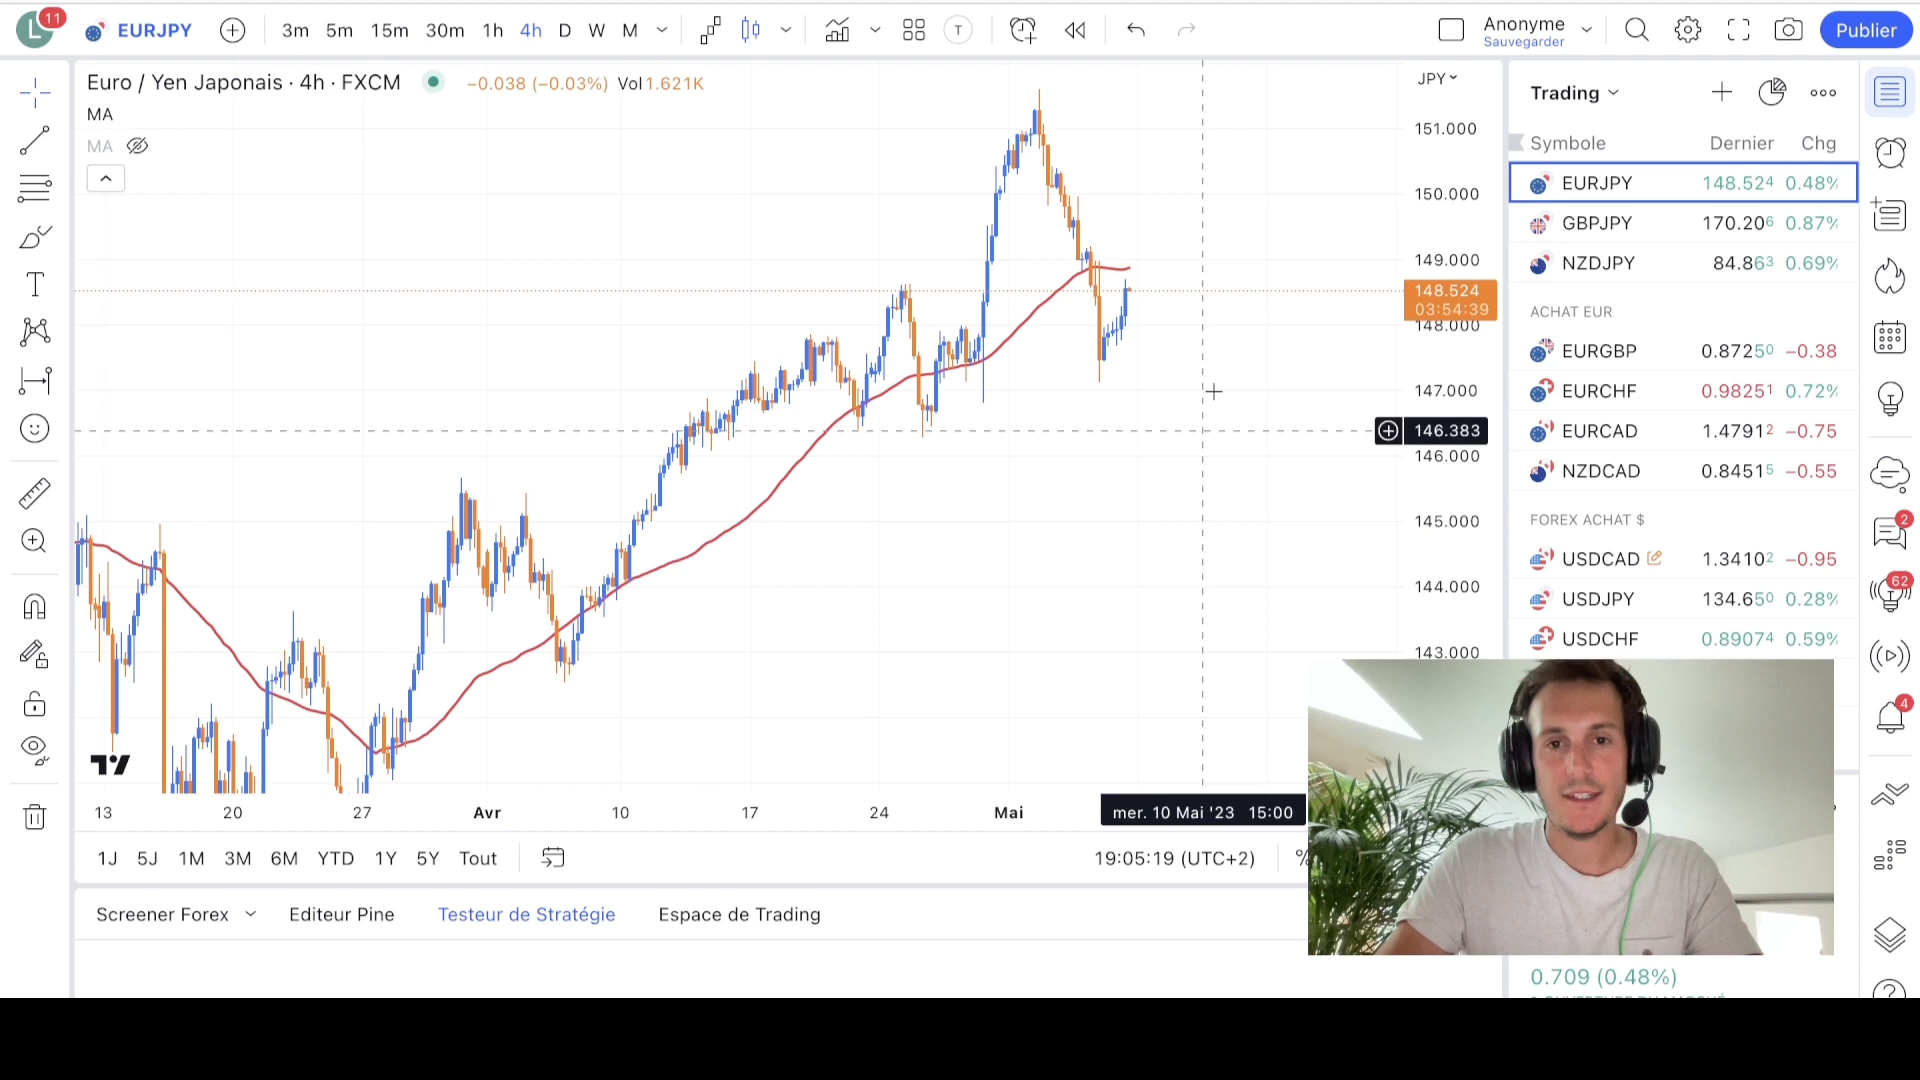 L 11 EURJPY 3m 5m 15m 30m 1h 4h D W M T Anonyme Sauvegarder Publier
Euro / Yen Japonais · 4h · FXCM −0.038 (−0.03%) Vol 1.621K
MA
MA
JPY
151.000
150.000
149.000
148.524
03:54:39
148.000
147.000
146.383
146.000
145.000
144.000
143.000
13 20 27 Avr 10 17 24 Mai mer. 10 Mai '23 15:00
1J 5J 1M 3M 6M YTD 1Y 5Y Tout 19:05:19 (UTC+2) %
Screener Forex Editeur Pine Testeur de Stratégie Espace de Trading
Trading
Symbole Dernier Chg
EURJPY 148.524 0.48%
GBPJPY 170.206 0.87%
NZDJPY 84.863 0.69%
ACHAT EUR
EURGBP 0.87250 −0.38
EURCHF 0.98251 0.72%
EURCAD 1.47912 −0.75
NZDCAD 0.84515 −0.55
FOREX ACHAT $
USDCAD 1.34102 −0.95
USDJPY 134.650 0.28%
USDCHF 0.89074 0.59%
0.709 (0.48%)
2
62
4